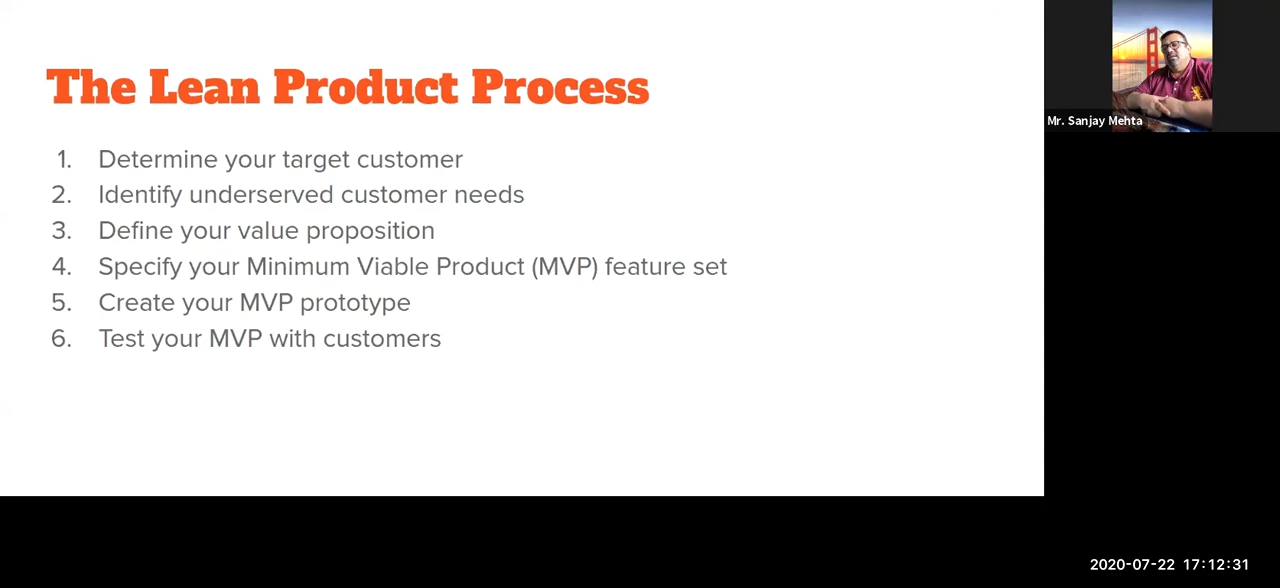 The Lean Product Process
1. Determine your target customer
2. Identify underserved customer needs
3. Define your value proposition
4. Specify your Minimum Viable Product (MVP) feature set
5. Create your MVP prototype
6. Test your MVP with customers
Mr. Sanjay Mehta
2020-07-22 17:12:31